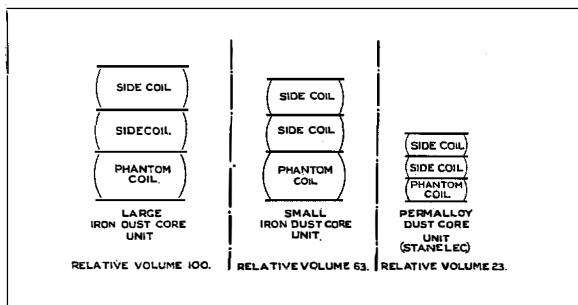 SIDE COIL
SIDECOIL.
PHANTOM
COIL.
LARGE
IRON DUST CORE
UNIT
RELATIVE VOLUME 100.
SIDE COIL
SIDE COIL
PHANTOM
COIL
SMALL
IRON DUST CORE
UNIT.
RELATIVE VOLUME 63.
SIDE COIL
SIDE COIL
PHANTOM
COIL
PERMALLOY
DUST CORE
UNIT
(STANELEC)
RELATIVE VOLUME 23.